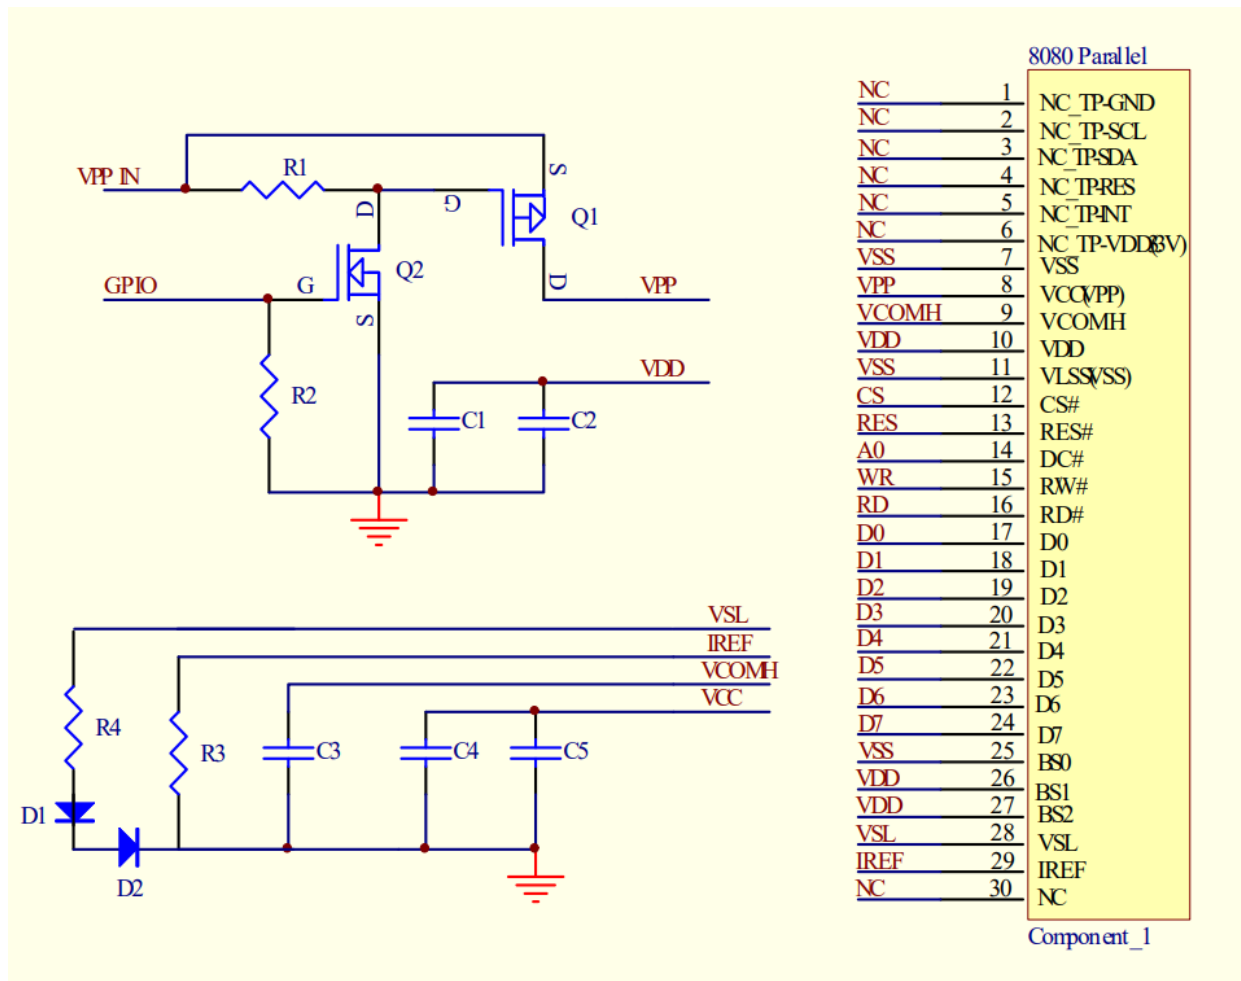 8080 Parallel
NC 1 NC_TP-GND
NC 2 NC_TP-SCL
NC 3 NC_TP-SDA
NC 4 NC_TP-RES
NC 5 NC_TP-INT
NC 6 NC_TP-VDD(3V)
VSS 7 VSS
VPP 8 VCC(VPP)
VCOMH 9 VCOMH
VDD 10 VDD
VSS 11 VLSS(VSS)
CS 12 CS#
RES 13 RES#
A0 14 DC#
WR 15 RW#
RD 16 RD#
D0 17 D0
D1 18 D1
D2 19 D2
D3 20 D3
D4 21 D4
D5 22 D5
D6 23 D6
D7 24 D7
VSS 25 BS0
VDD 26 BS1
VDD 27 BS2
VSL 28 VSL
IREF 29 IREF
NC 30 NC
Component_1
VPP IN
R1
S
D
G
Q1
Q2
GPIO
G
S
D
VPP
R2
VDD
C1
C2
VSL
IREF
VCOMH
VCC
R4
R3
C3
C4
C5
D1
D2